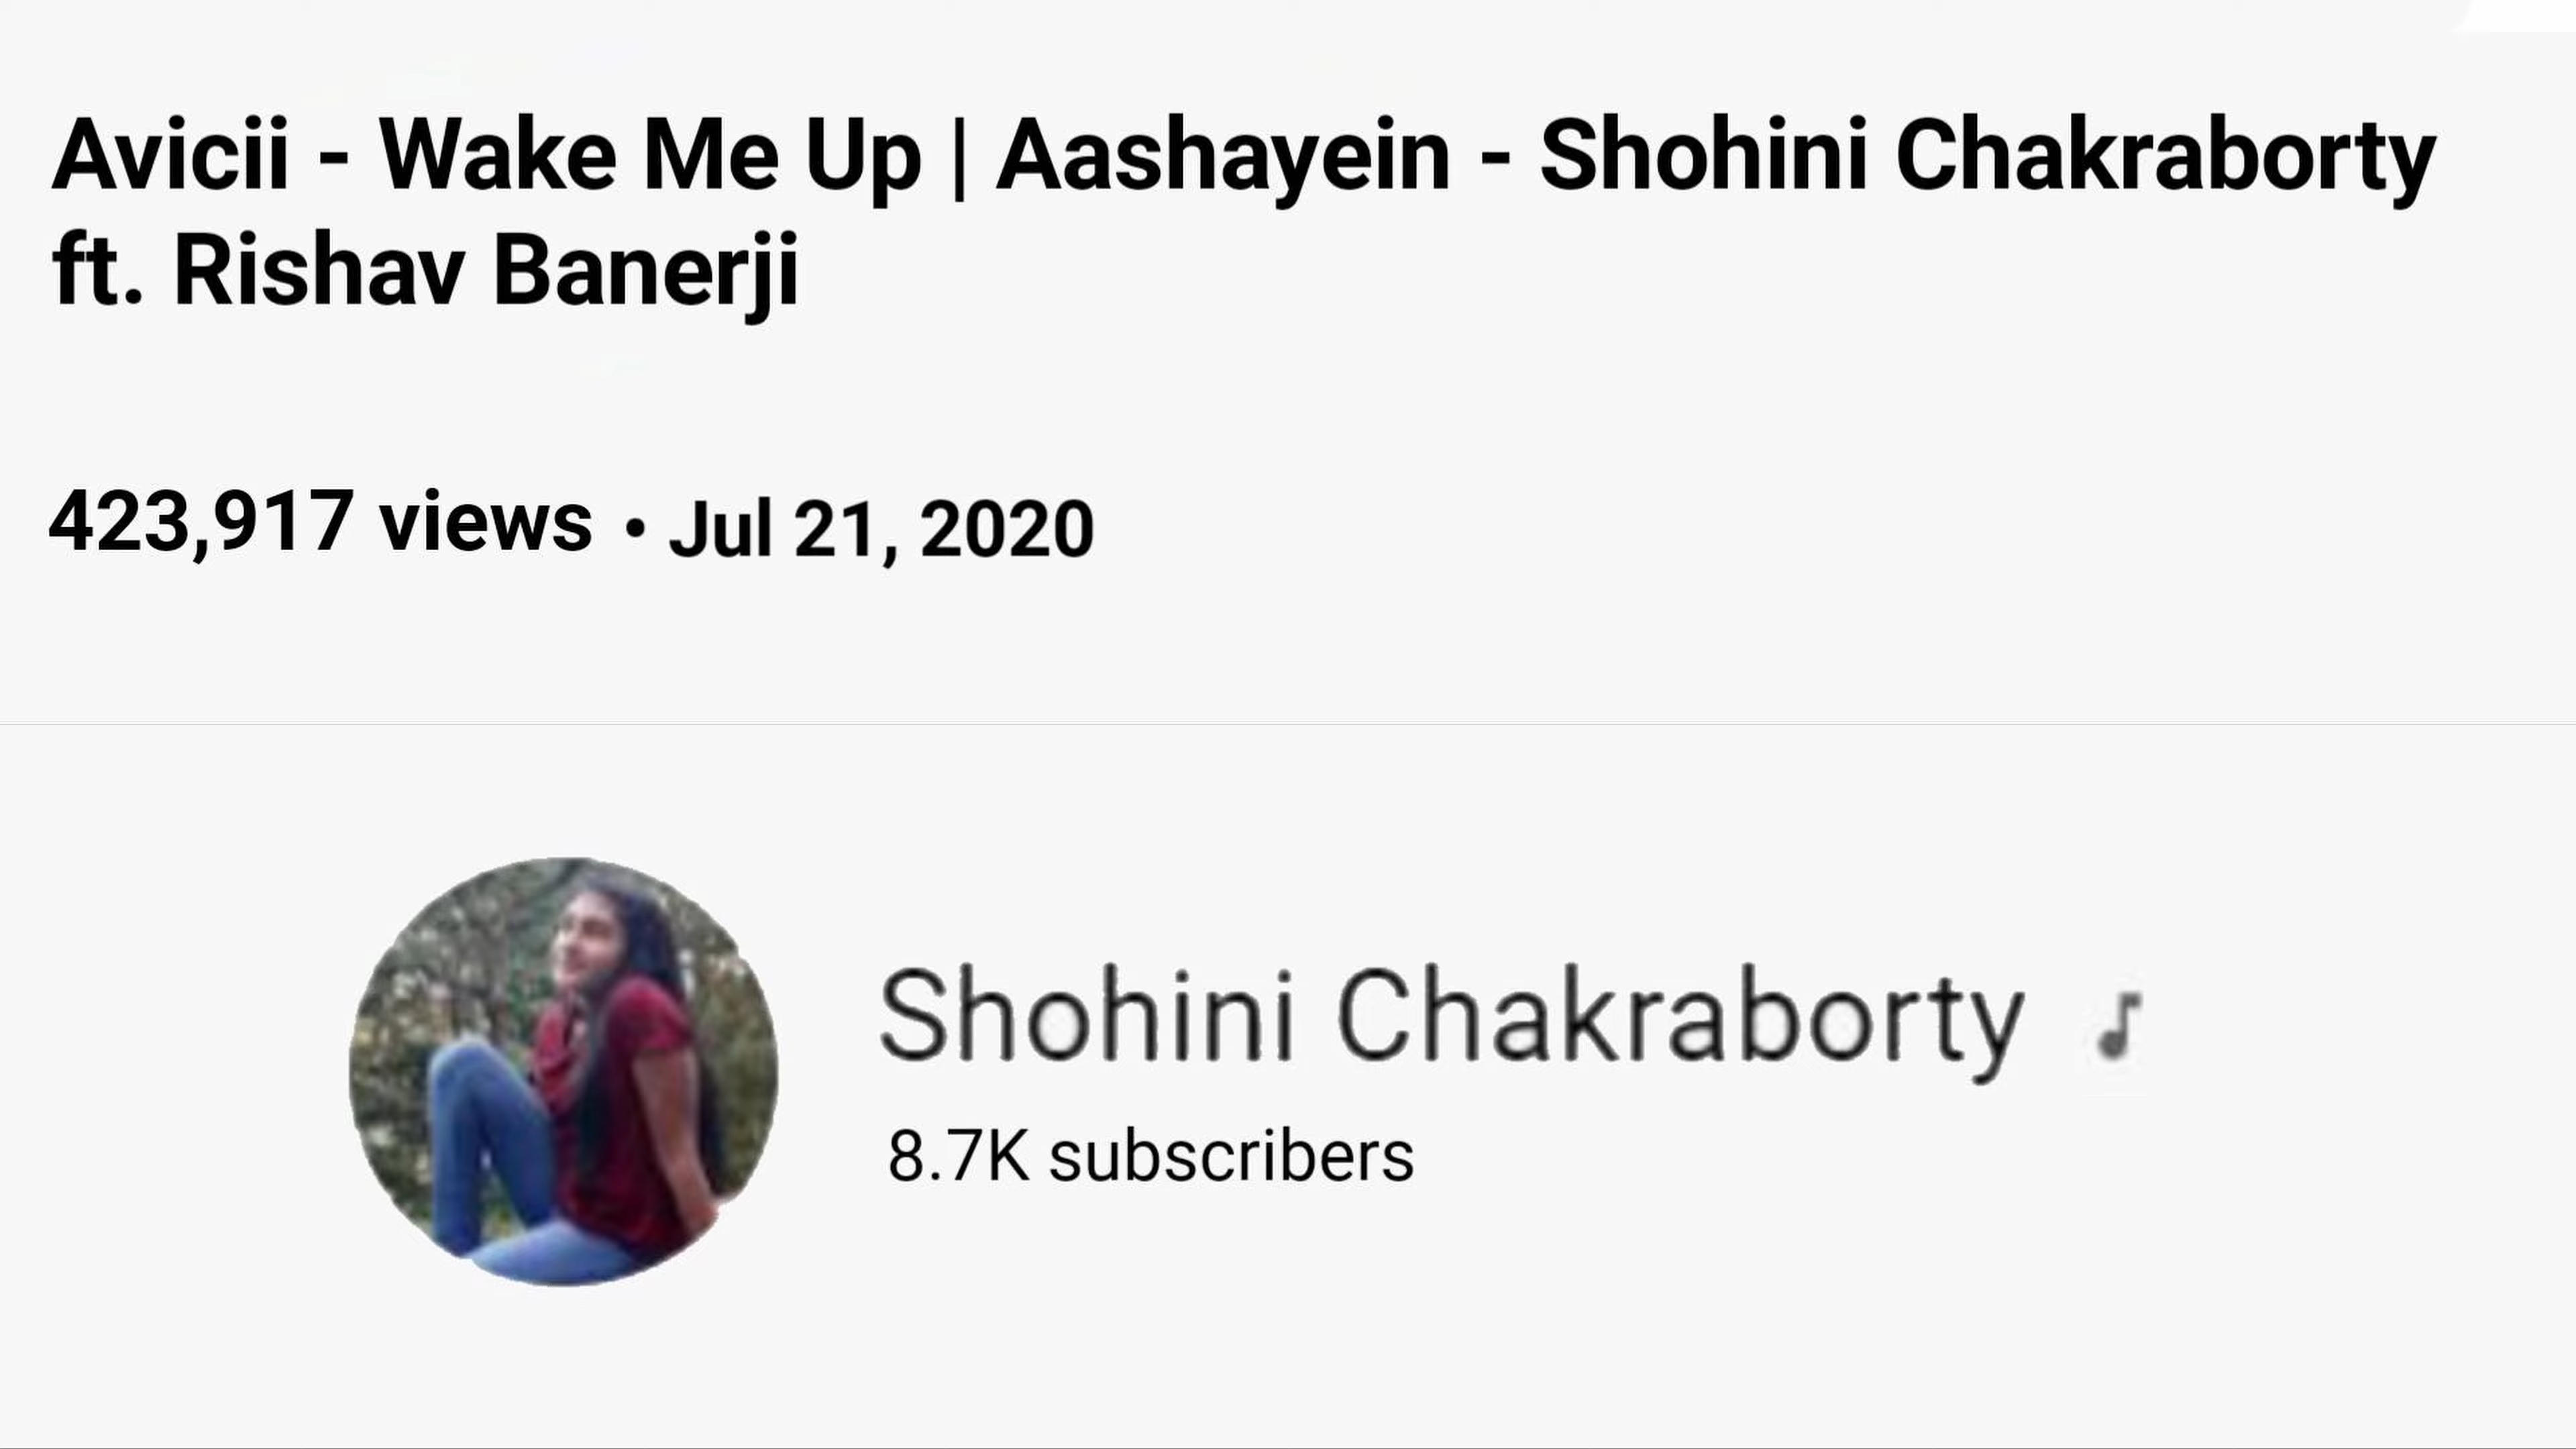 Avicii - Wake Me Up | Aashayein - Shohini Chakraborty
ft. Rishav Banerji
423,917 views • Jul 21, 2020
Shohini Chakraborty ♪
8.7K subscribers